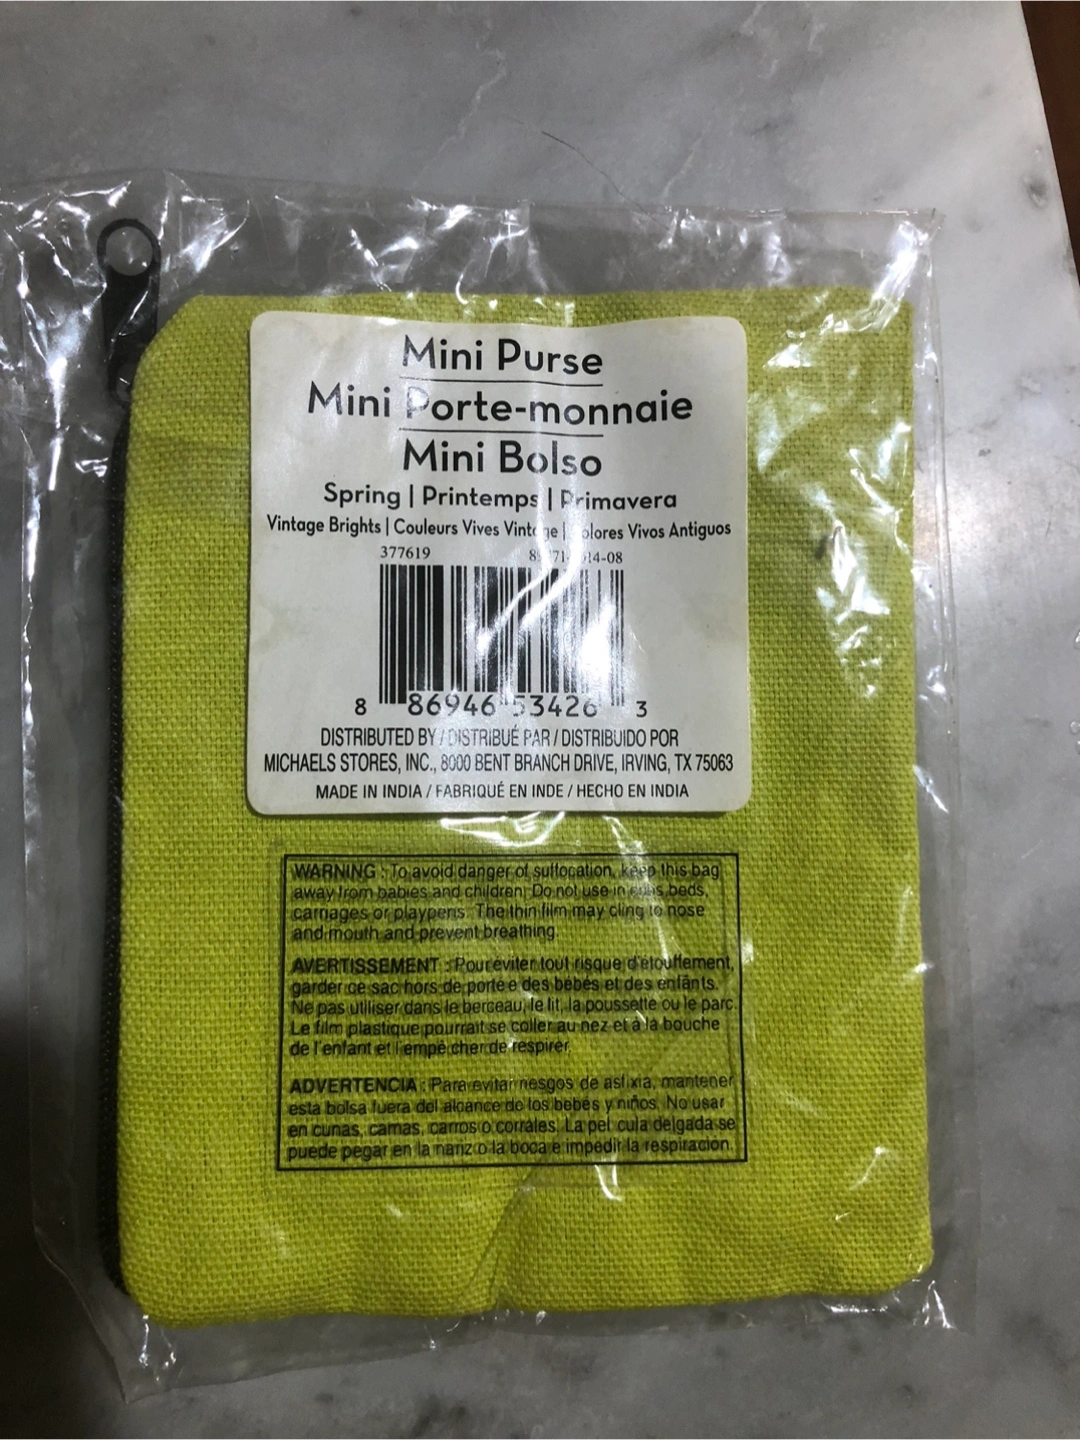 Mini Purse
Mini Porte-monnaie
Mini Bolso
Spring | Printemps | Primavera
Vintage Brights | Couleurs Vives Vintage | Colores Vivos Antiguos
377619
8 86946 53426 3
DISTRIBUTED BY / DISTRIBUÉ PAR / DISTRIBUIDO POR
MICHAELS STORES, INC., 8000 BENT BRANCH DRIVE, IRVING, TX 75063
MADE IN INDIA / FABRIQUÉ EN INDE / HECHO EN INDIA
WARNING : To avoid danger of suffocation, keep this bag
away from babies and children. Do not use in cribs, beds,
carriages or playpens. The thin film may cling to nose
and mouth and prevent breathing.
AVERTISSEMENT : Pour éviter tout risque d'étouffement,
garder ce sac hors de porté e des bébés et des enfants.
Ne pas utiliser dans le berceau, le lit, la poussette ou le parc.
Le film plastique pourrait se coller au nez et à la bouche
de l'enfant et l'empê cher de respirer.
ADVERTENCIA : Para evitar riesgos de asfixia, mantener
esta bolsa fuera del alcance de los bebés y niños. No usar
en cunas, camas, carros o corrales. La pel cula delgada se
puede pegar en la nariz o la boca e impedir la respiración.